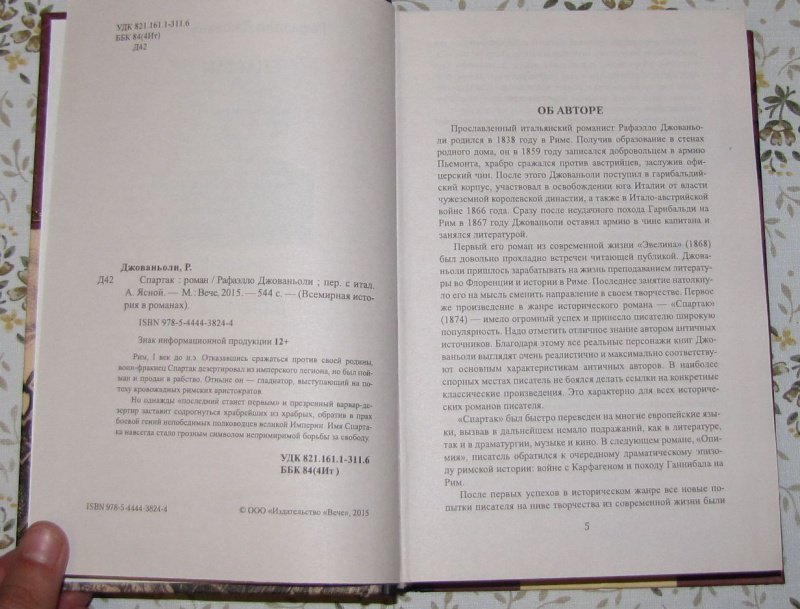 УДК 821.161.1-311.6
ББК 84(4Ит)
Д42
Джованьоли, Р.
Д42 Спартак : роман / Рафаэлло Джованьоли ; пер. с итал.
А. Ясной. — М. : Вече, 2015. — 544 с. — (Всемирная исто-
рия в романах).
ISBN 978-5-4444-3824-4
Знак информационной продукции 12+
Рим, I век до н.э. Отказавшись сражаться против своей родины,
воин-фракиец Спартак дезертировал из имперского легиона, но был пой-
ман и продан в рабство. Отныне он — гладиатор, выступающий на по-
теху кровожадных римских аристократов.
Но однажды «последний станет первым» и презренный варвар-де-
зертир заставит содрогнуться храбрейших из храбрых, обратив в прах
боевой гений непобедимых полководцев великой Империи. Имя Спарта-
ка навсегда стало грозным символом непримиримой борьбы за свободу.
УДК 821.161.1-311.6
ББК 84(4Ит )
ISBN 978-5-4444-3824-4
© ООО «Издательство «Вече», 2015
ОБ АВТОРЕ
Прославленный итальянский романист Рафаэлло Джованьо-
ли родился в 1838 году в Риме. Получив образование в стенах
родного дома, он в 1859 году записался добровольцем в армию
Пьемонта, храбро сражался против австрийцев, заслужив офи-
церский чин. После этого Джованьоли поступил в гарибальдий-
ский корпус, участвовал в освобождении юга Италии от власти
чужеземной королевской династии, а также в Итало-австрийской
войне 1866 года. Сразу после неудачного похода Гарибальди на
Рим в 1867 году Джованьоли оставил армию в чине капитана и
занялся литературой.
Первый его роман из современной жизни «Эвелина» (1868)
был довольно прохладно встречен читающей публикой. Джовань-
оли пришлось зарабатывать на жизнь преподаванием литерату-
ры во Флоренции и истории в Риме. Последнее занятие натолкну-
ло его на мысль сменить направление в своем творчестве. Первое
же произведение в жанре исторического романа — «Спартак»
(1874) — имело огромный успех и принесло писателю широкую
популярность. Надо отметить отличное знание автором античных
источников. Благодаря этому все реальные персонажи книг Джо-
ваньоли выглядят очень реалистично и максимально соответству-
ют основным характеристикам античных авторов. В наиболее
спорных местах писатель не боялся делать ссылки на конкретные
классические произведения. Это характерно для всех историчес-
ких романов писателя.
«Спартак» был быстро переведен на многие европейские язы-
ки, вызвав в дальнейшем немало подражаний, как в литературе,
так и в драматургии, музыке и кино. В следующем романе, «Опи-
мия», писатель обратился к очередному драматическому эпизо-
ду римской истории: войне с Карфагеном и походу Ганнибала на
Рим.
После первых успехов в историческом жанре все новые по-
пытки писателя на ниве творчества из современной жизни были
5